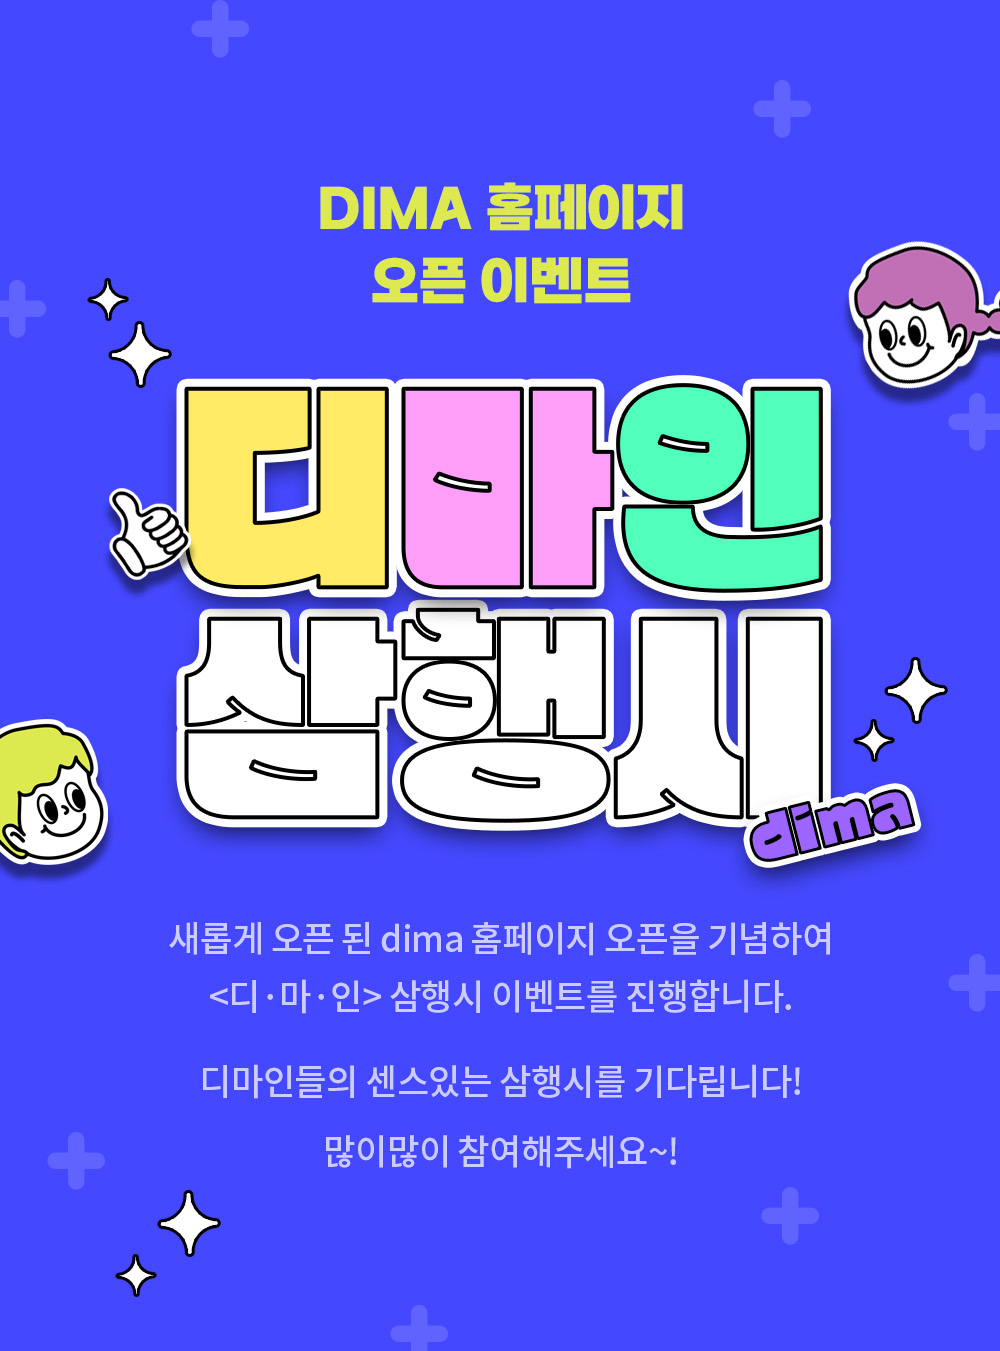 DIMA 홈페이지
오픈 이벤트
디마인
삼행시
dima
새롭게 오픈 된 dima 홈페이지 오픈을 기념하여
<디·마·인> 삼행시 이벤트를 진행합니다.
디마인들의 센스있는 삼행시를 기다립니다!
많이많이 참여해주세요~!